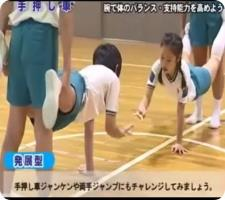 手押し車
腕で体のバランス・支持能力を高めよう
発展型
手押し車ジャンケンや両手ジャンプにもチャレンジしてみましょう。